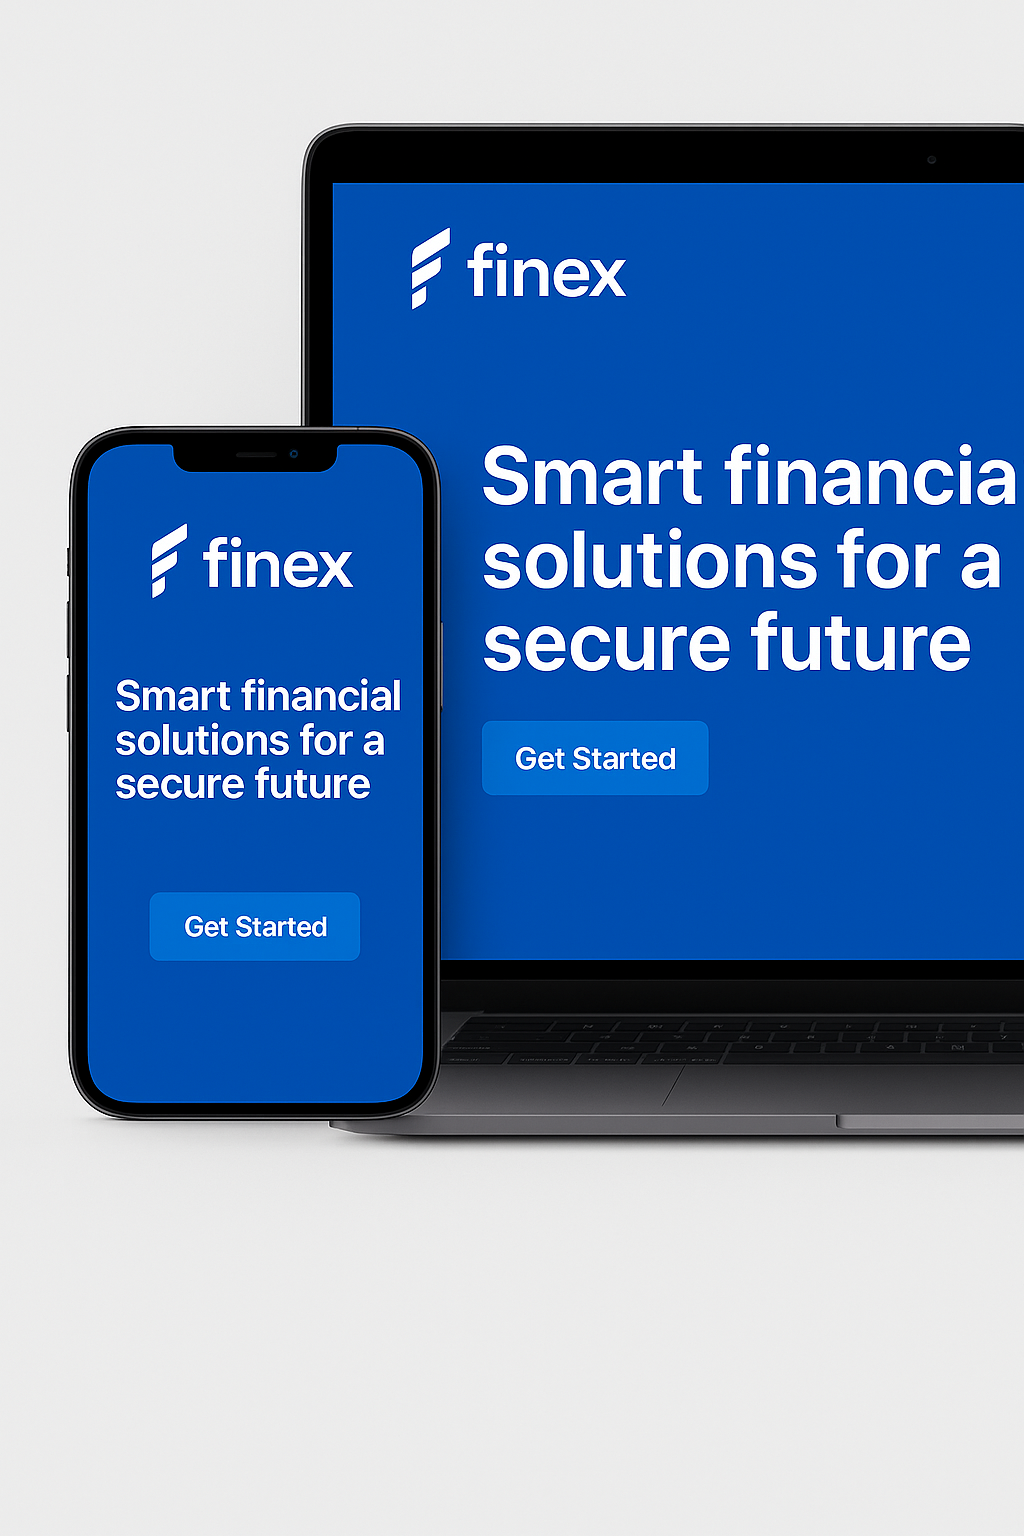 finex
Smart financia
solutions for a
secure future
Get Started
finex
Smart financial
solutions for a
secure future
Get Started